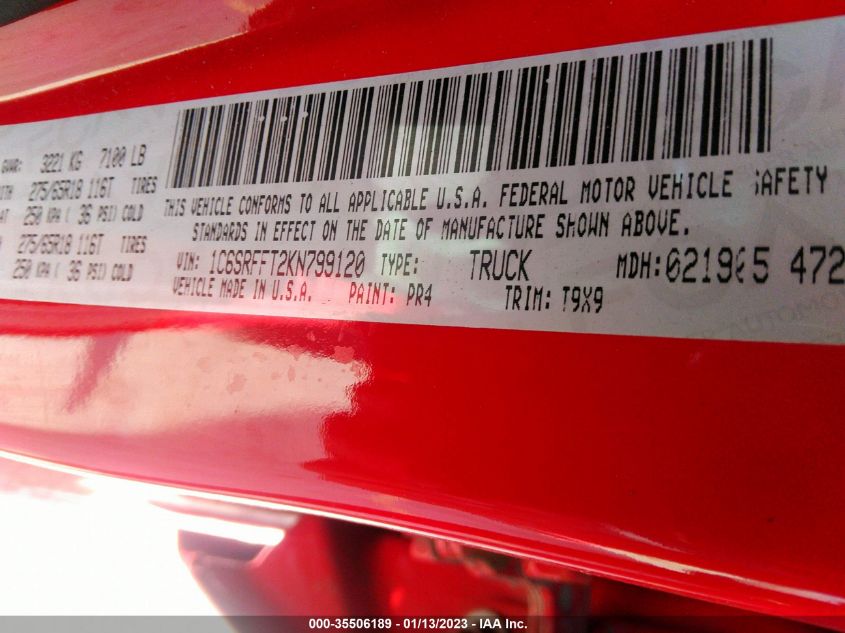 GVWR: 3221 KG 7100 LB
275/65R18 116T TIRES
250 KPA ( 36 PSI) COLD
275/65R18 116T TIRES
250 KPA ( 36 PSI) COLD
THIS VEHICLE CONFORMS TO ALL APPLICABLE U.S.A. FEDERAL MOTOR VEHICLE SAFETY
STANDARDS IN EFFECT ON THE DATE OF MANUFACTURE SHOWN ABOVE.
VIN: 1C6SRFFT2KN799120 TYPE: TRUCK MDH: 472
VEHICLE MADE IN U.S.A. PAINT: PR4 TRIM: T9X9
000-35506189 - 01/13/2023 - IAA Inc.